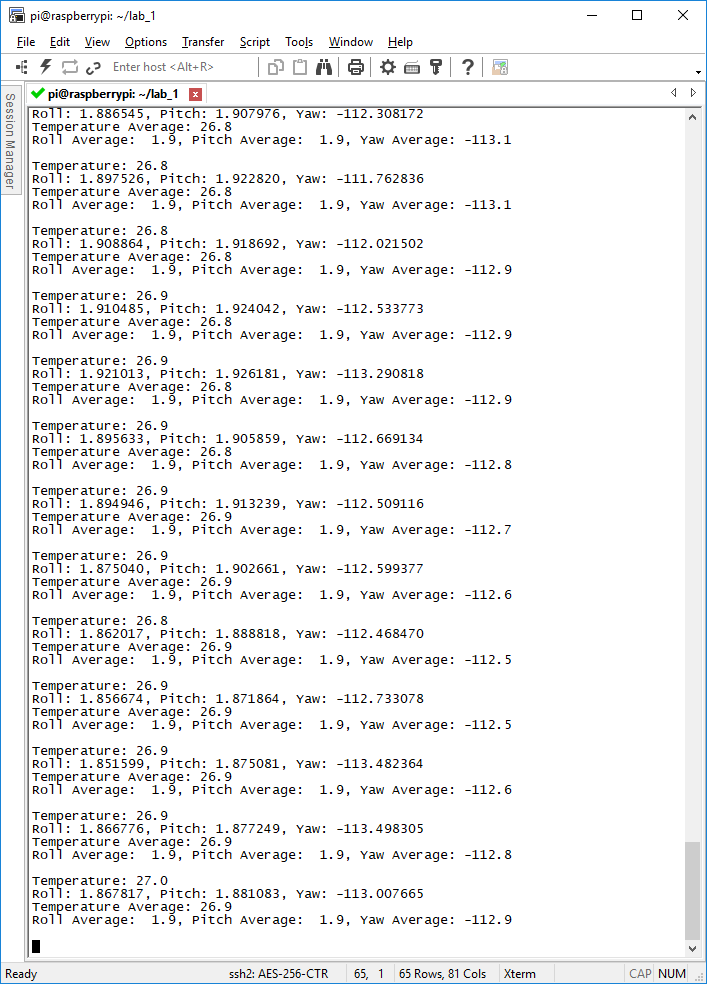 pi@raspberrypi: ~/lab_1
File Edit View Options Transfer Script Tools Window Help
Enter host <Alt+R>
Session Manager
pi@raspberrypi: ~/lab_1
Roll: 1.886545, Pitch: 1.907976, Yaw: -112.308172
Temperature Average: 26.8
Roll Average:  1.9, Pitch Average:  1.9, Yaw Average: -113.1
Temperature: 26.8
Roll: 1.897526, Pitch: 1.922820, Yaw: -111.762836
Temperature Average: 26.8
Roll Average:  1.9, Pitch Average:  1.9, Yaw Average: -113.1
Temperature: 26.8
Roll: 1.908864, Pitch: 1.918692, Yaw: -112.021502
Temperature Average: 26.8
Roll Average:  1.9, Pitch Average:  1.9, Yaw Average: -112.9
Temperature: 26.9
Roll: 1.910485, Pitch: 1.924042, Yaw: -112.533773
Temperature Average: 26.8
Roll Average:  1.9, Pitch Average:  1.9, Yaw Average: -112.9
Temperature: 26.9
Roll: 1.921013, Pitch: 1.926181, Yaw: -113.290818
Temperature Average: 26.8
Roll Average:  1.9, Pitch Average:  1.9, Yaw Average: -112.9
Temperature: 26.9
Roll: 1.895633, Pitch: 1.905859, Yaw: -112.669134
Temperature Average: 26.8
Roll Average:  1.9, Pitch Average:  1.9, Yaw Average: -112.8
Temperature: 26.9
Roll: 1.894946, Pitch: 1.913239, Yaw: -112.509116
Temperature Average: 26.9
Roll Average:  1.9, Pitch Average:  1.9, Yaw Average: -112.7
Temperature: 26.9
Roll: 1.875040, Pitch: 1.902661, Yaw: -112.599377
Temperature Average: 26.9
Roll Average:  1.9, Pitch Average:  1.9, Yaw Average: -112.6
Temperature: 26.8
Roll: 1.862017, Pitch: 1.888818, Yaw: -112.468470
Temperature Average: 26.9
Roll Average:  1.9, Pitch Average:  1.9, Yaw Average: -112.5
Temperature: 26.9
Roll: 1.856674, Pitch: 1.871864, Yaw: -112.733078
Temperature Average: 26.9
Roll Average:  1.9, Pitch Average:  1.9, Yaw Average: -112.5
Temperature: 26.9
Roll: 1.851599, Pitch: 1.875081, Yaw: -113.482364
Temperature Average: 26.9
Roll Average:  1.9, Pitch Average:  1.9, Yaw Average: -112.6
Temperature: 26.9
Roll: 1.866776, Pitch: 1.877249, Yaw: -113.498305
Temperature Average: 26.9
Roll Average:  1.9, Pitch Average:  1.9, Yaw Average: -112.8
Temperature: 27.0
Roll: 1.867817, Pitch: 1.881083, Yaw: -113.007665
Temperature Average: 26.9
Roll Average:  1.9, Pitch Average:  1.9, Yaw Average: -112.9
Ready ssh2: AES-256-CTR 65, 1 65 Rows, 81 Cols Xterm CAP NUM